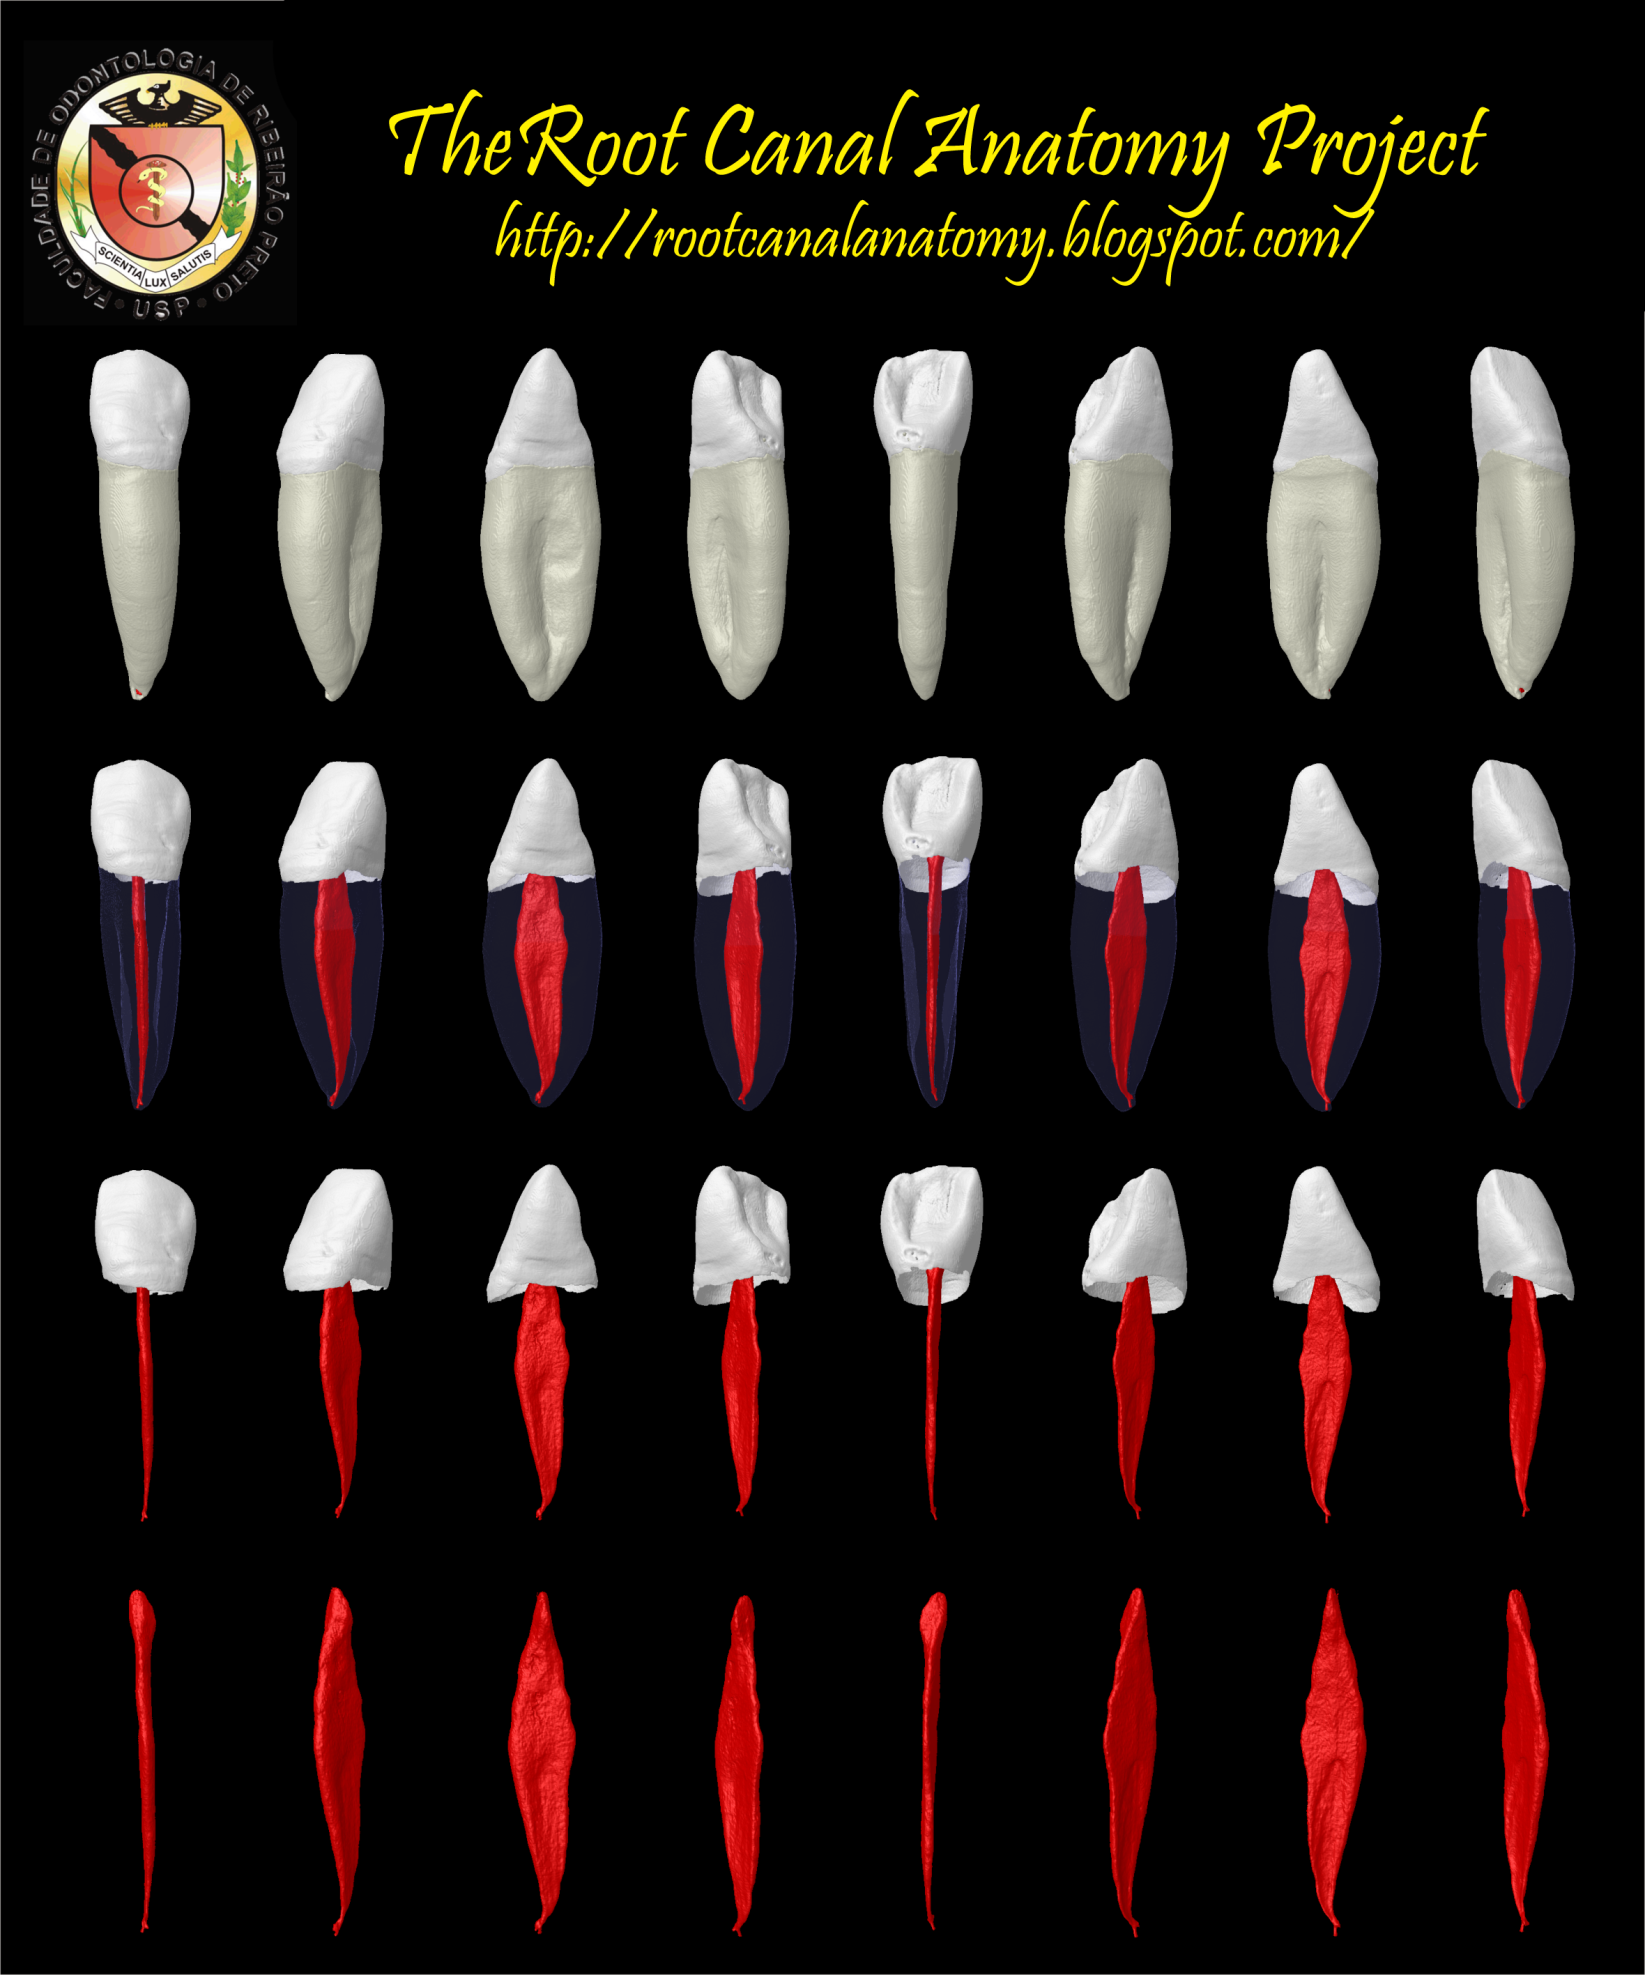 FACULDADE DE ODONTOLOGIA DE RIBEIRÃO PRETO
USP
SCIENTIA LUX SALUTIS
The Root Canal Anatomy Project
http://rootcanalanatomy.blogspot.com/